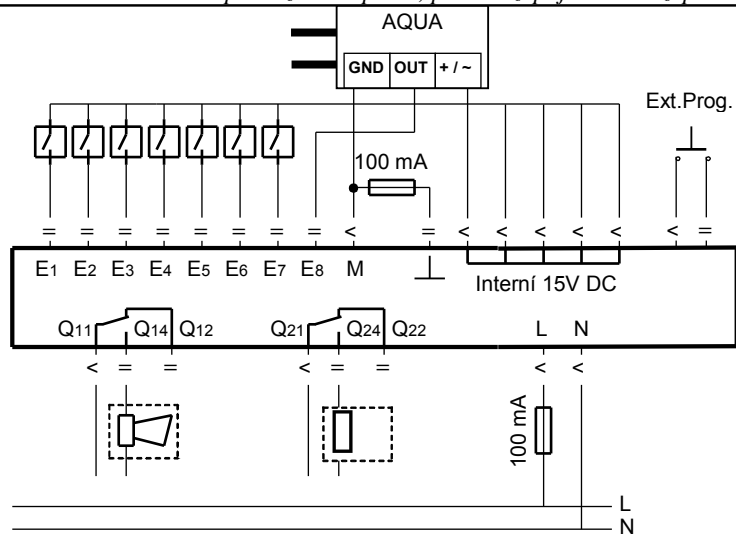 AQUA
GND OUT + / ~
Ext.Prog.
100 mA
= = = = = = = = < = < < < < < < =
E1 E2 E3 E4 E5 E6 E7 E8 M
Interní 15V DC
Q11 Q14 Q12 Q21 Q24 Q22 L N
< = = < = = < <
100 mA
L
N